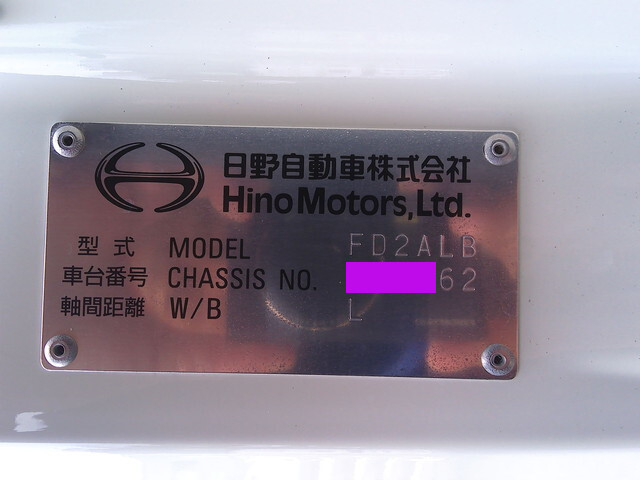 日野自動車株式会社
Hino Motors, Ltd.
型式 MODEL FD2ALB
車台番号 CHASSIS NO. 62
軸間距離 W/B L